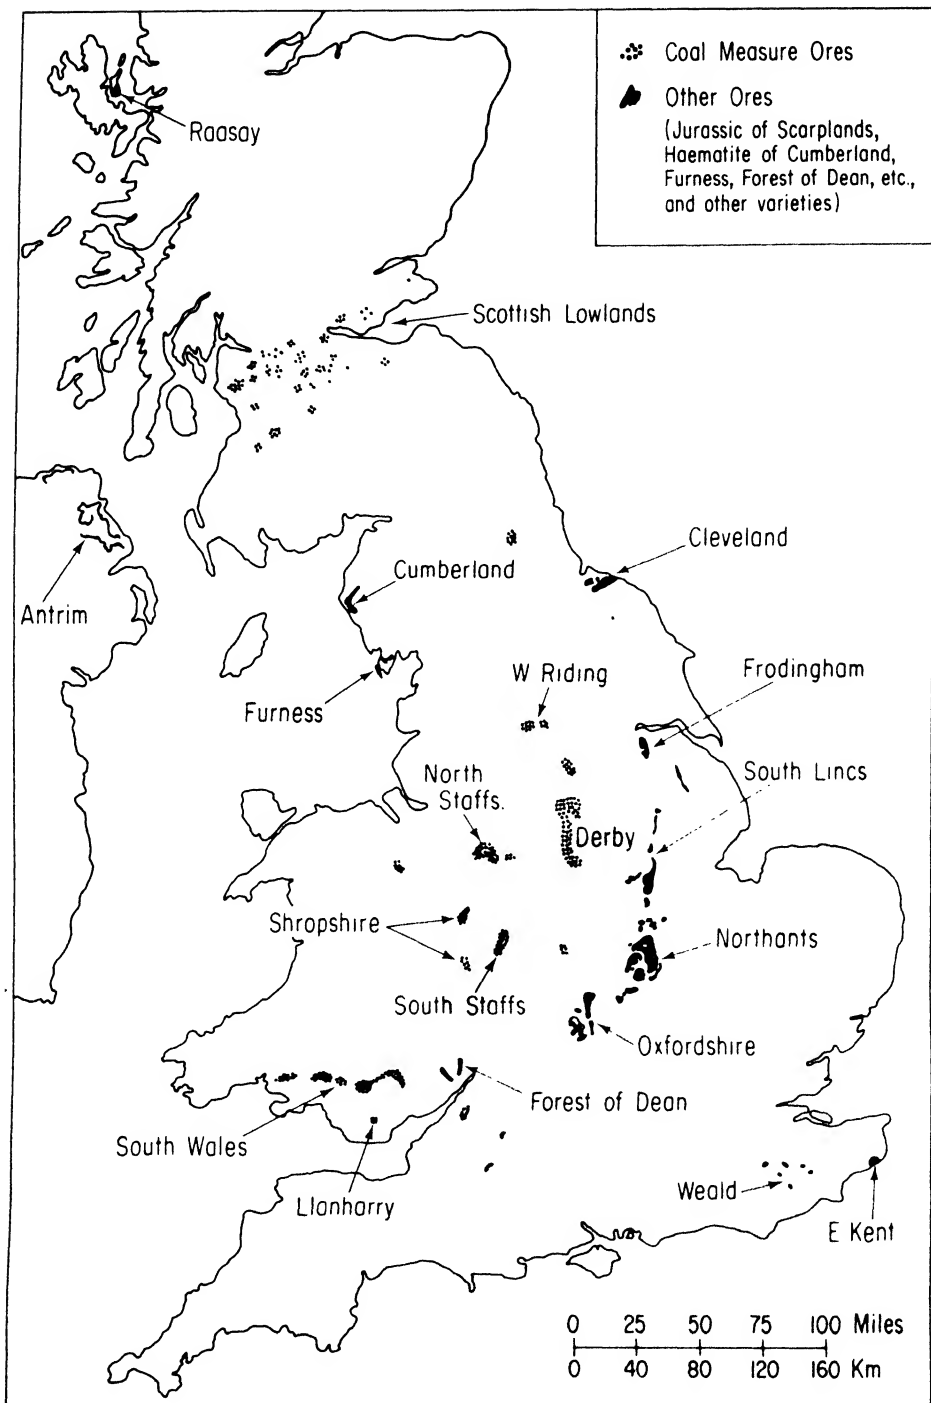 Coal Measure Ores
Other Ores
(Jurassic of Scarplands,
Haematite of Cumberland,
Furness, Forest of Dean, etc.,
and other varieties)
Raasay
Scottish Lowlands
Cleveland
Cumberland
Antrim
W Riding
Frodingham
Furness
North
Staffs.
South Lincs
Derby
Shropshire
Northants
South Staffs
Oxfordshire
Forest of Dean
South Wales
Llanharry
Weald
E Kent
0 25 50 75 100 Miles
0 40 80 120 160 Km